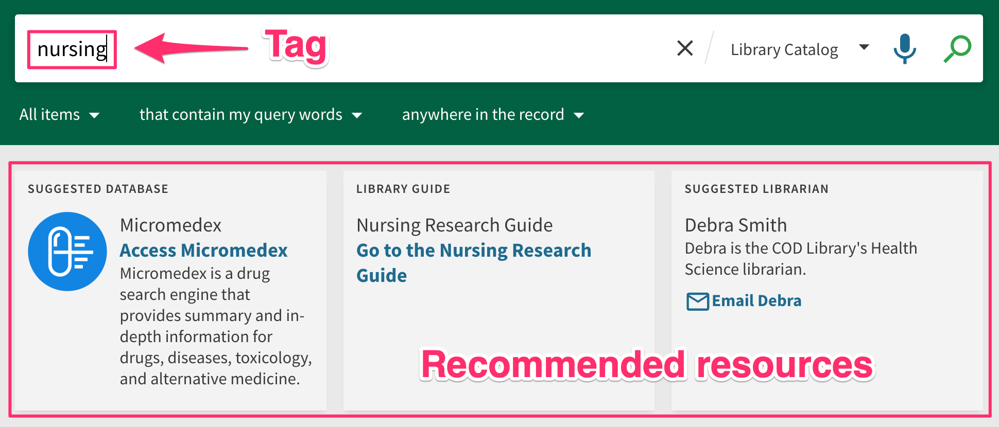 nursing
Tag
Library Catalog
All items
that contain my query words
anywhere in the record
SUGGESTED DATABASE
Micromedex
Access Micromedex
Micromedex is a drug
search engine that
provides summary and in-
depth information for
drugs, diseases, toxicology,
and alternative medicine.
LIBRARY GUIDE
Nursing Research Guide
Go to the Nursing Research
Guide
SUGGESTED LIBRARIAN
Debra Smith
Debra is the COD Library's Health
Science librarian.
Email Debra
Recommended resources